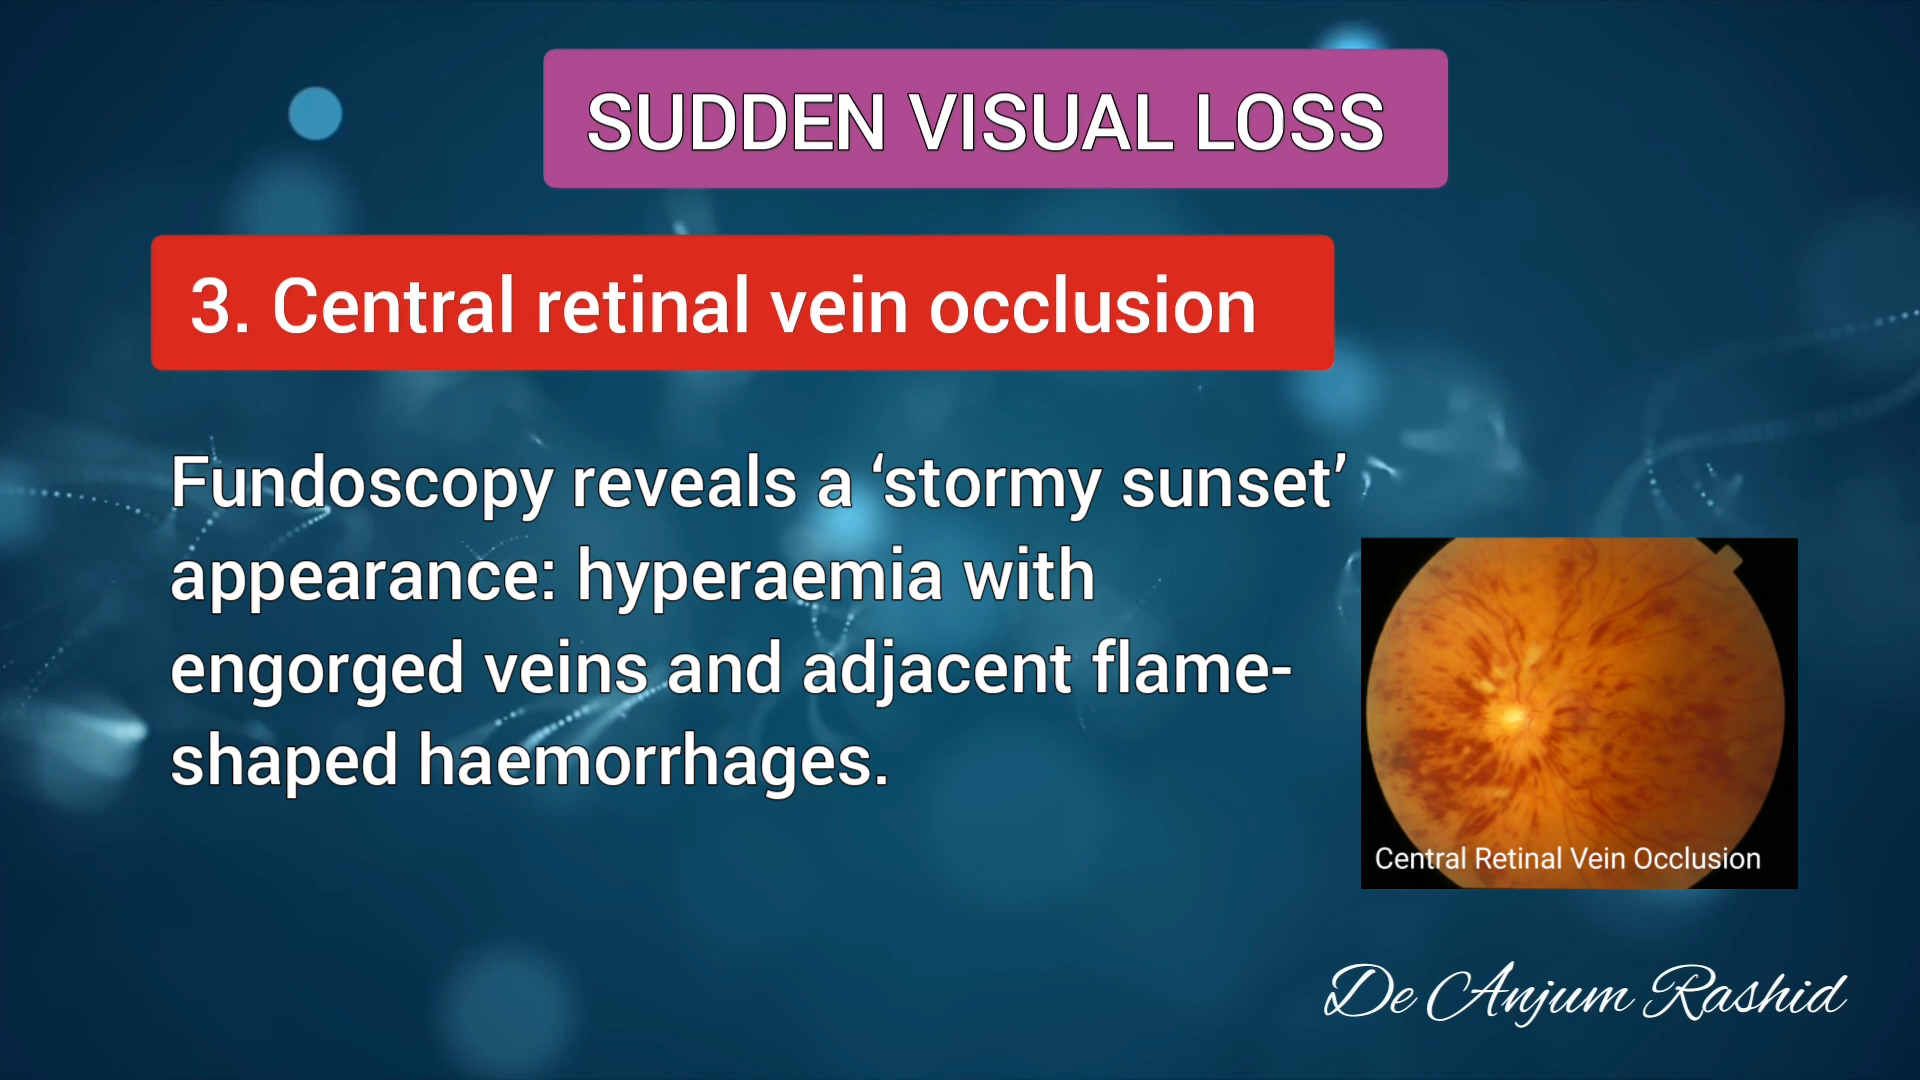 SUDDEN VISUAL LOSS
3. Central retinal vein occlusion
Fundoscopy reveals a ‘stormy sunset’
appearance: hyperaemia with
engorged veins and adjacent flame-
shaped haemorrhages.
Central Retinal Vein Occlusion
De Anjum Rashid